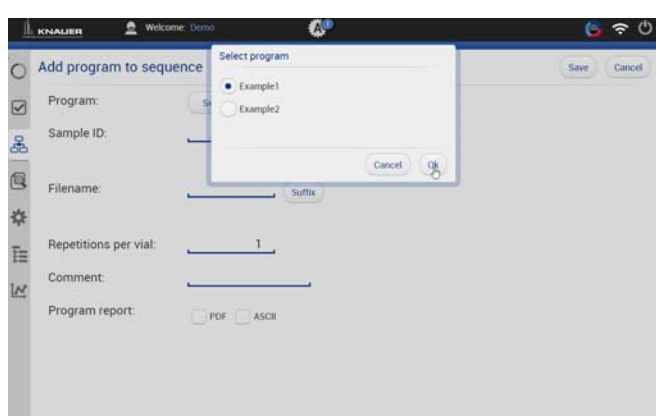 KNAUER Welcome: Demo
Add program to sequence
Save Cancel
Select program
Example1
Example2
Cancel Ok
Program:
Sample ID:
Filename: Suffix
Repetitions per vial: 1
Comment:
Program report: PDF ASCII